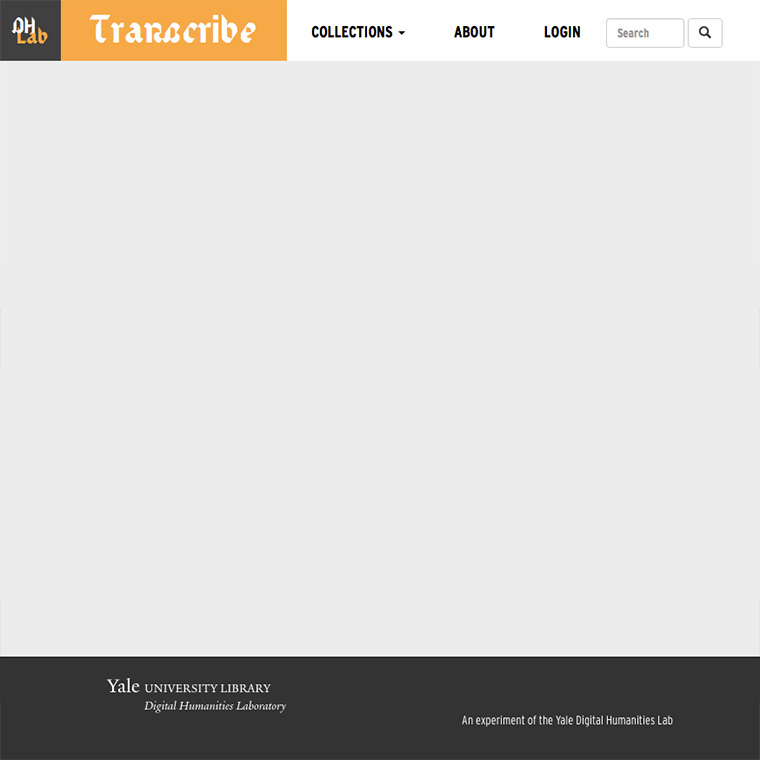 DH Lab
Transcribe
COLLECTIONS
ABOUT
LOGIN
Search
Yale UNIVERSITY LIBRARY
Digital Humanities Laboratory
An experiment of the Yale Digital Humanities Lab